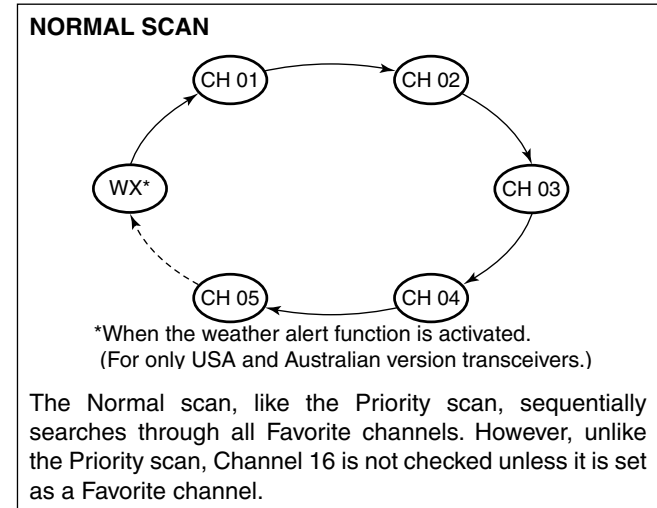 NORMAL SCAN
CH 01
CH 02
WX*
CH 03
CH 05
CH 04
*When the weather alert function is activated.
(For only USA and Australian version transceivers.)
The Normal scan, like the Priority scan, sequentially
searches through all Favorite channels. However, unlike
the Priority scan, Channel 16 is not checked unless it is set
as a Favorite channel.